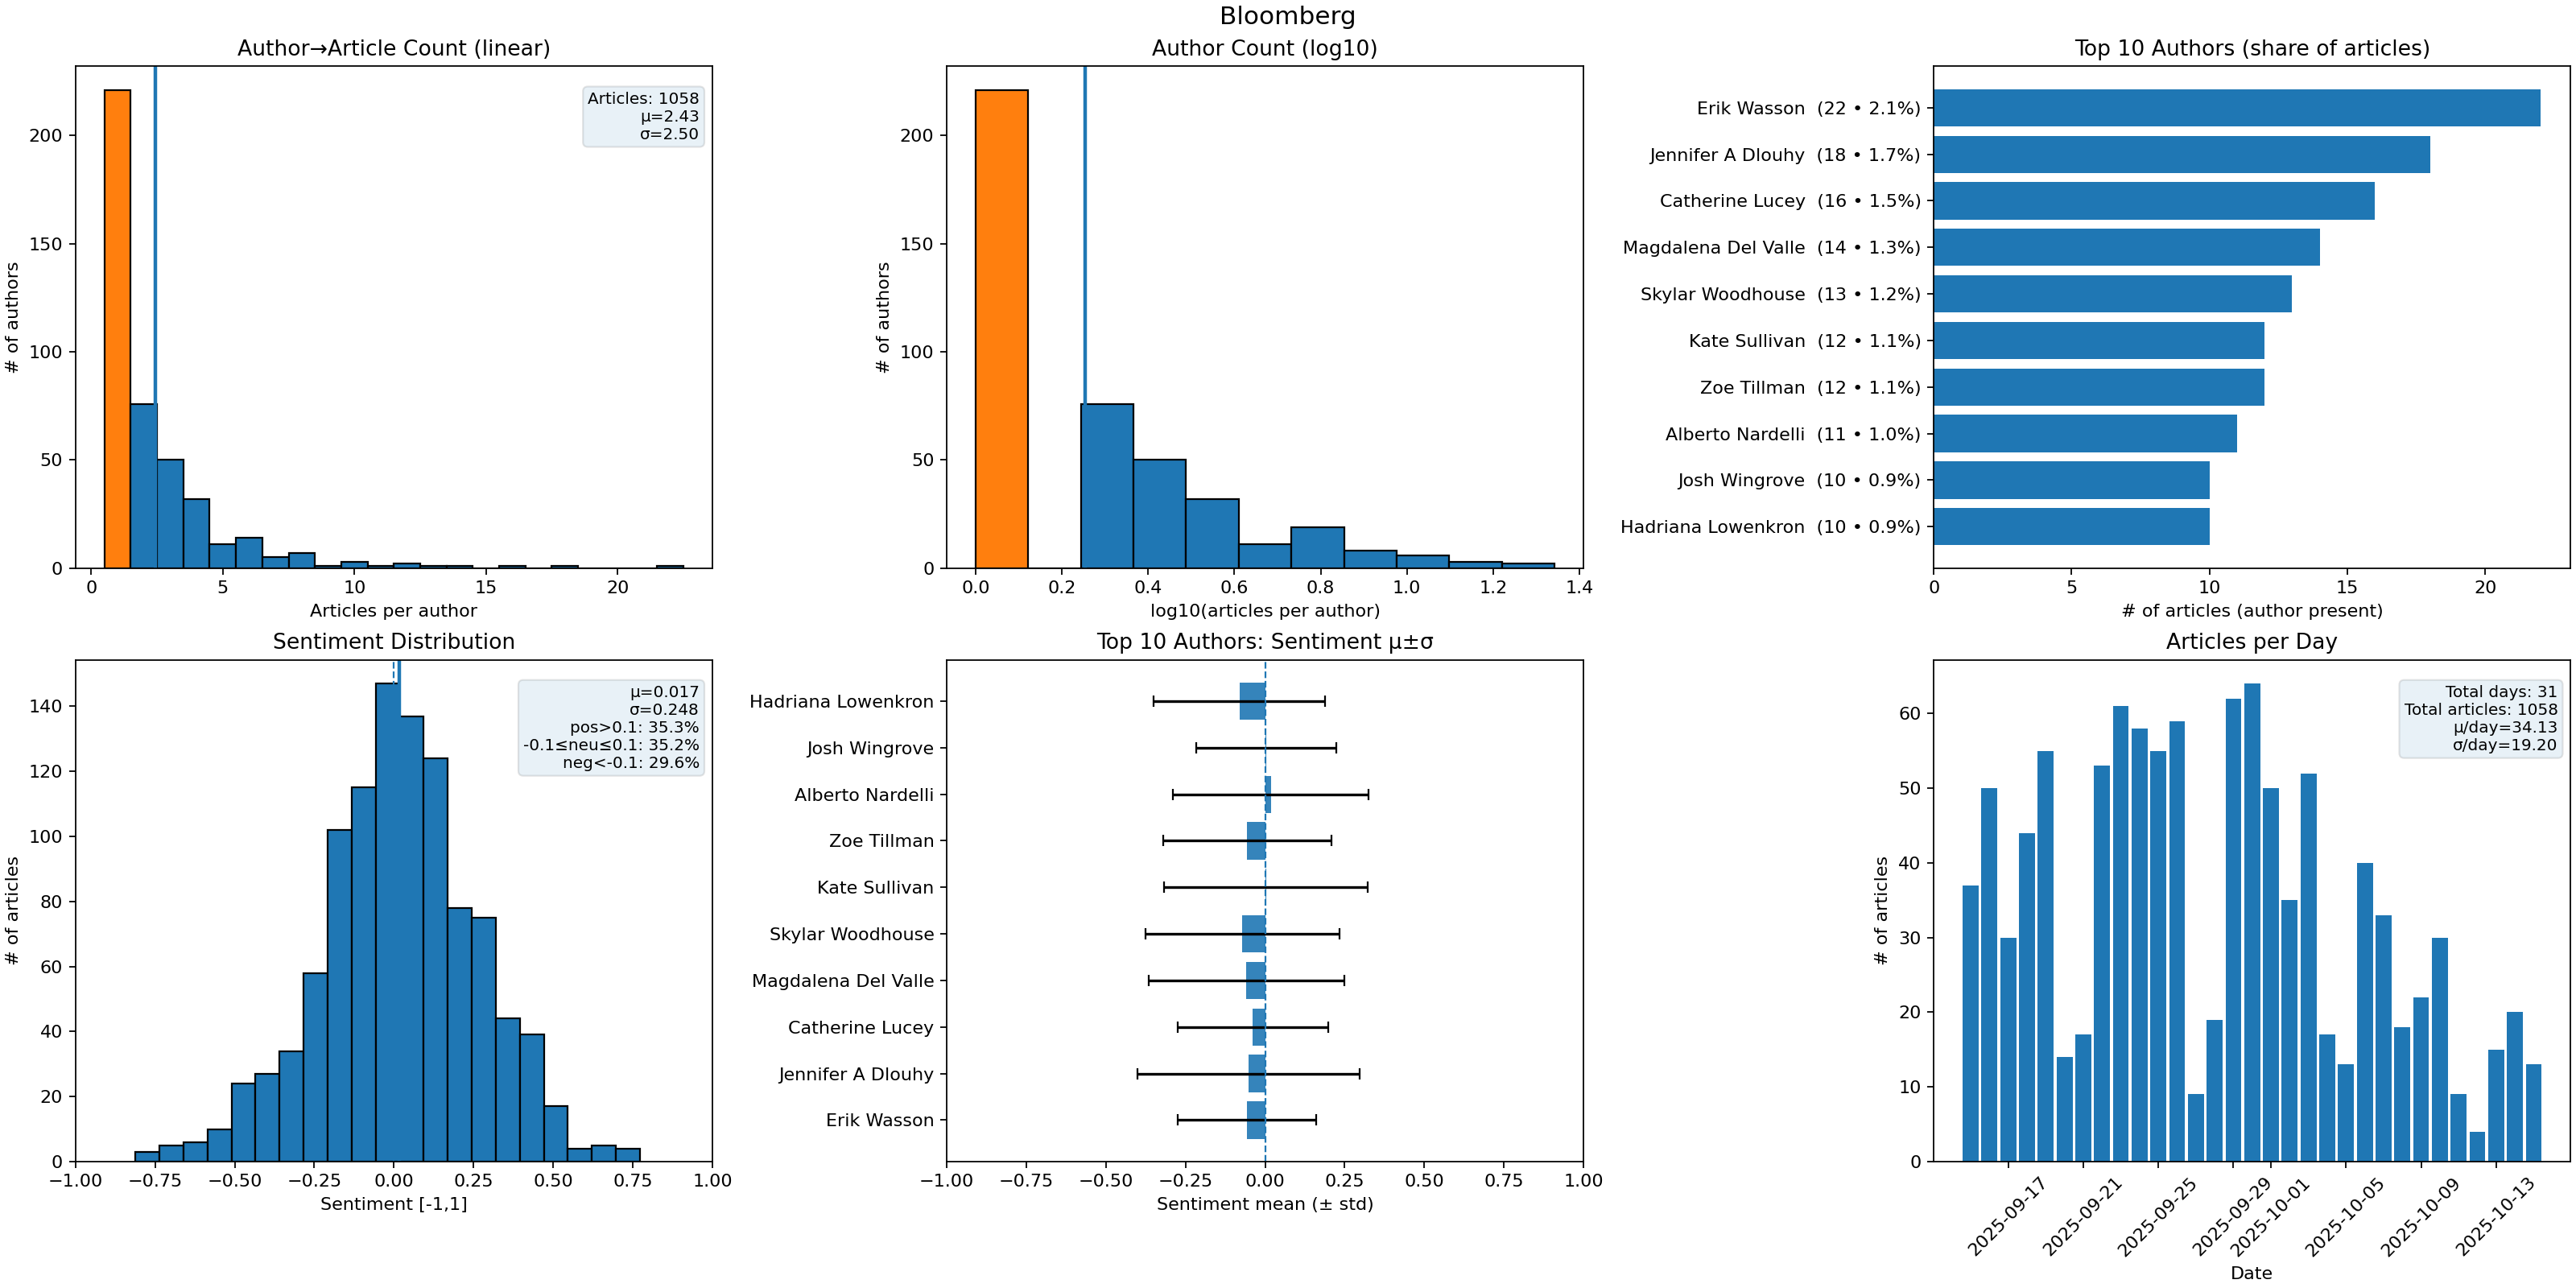 Bloomberg
Author→Article Count (linear)
Articles: 1058
μ=2.43
σ=2.50
# of authors
200
150
100
50
0
0 5 10 15 20
Articles per author
Author Count (log10)
# of authors
200
150
100
50
0
0.0 0.2 0.4 0.6 0.8 1.0 1.2 1.4
log10(articles per author)
Top 10 Authors (share of articles)
Erik Wasson (22 • 2.1%)
Jennifer A Dlouhy (18 • 1.7%)
Catherine Lucey (16 • 1.5%)
Magdalena Del Valle (14 • 1.3%)
Skylar Woodhouse (13 • 1.2%)
Kate Sullivan (12 • 1.1%)
Zoe Tillman (12 • 1.1%)
Alberto Nardelli (11 • 1.0%)
Josh Wingrove (10 • 0.9%)
Hadriana Lowenkron (10 • 0.9%)
0 5 10 15 20
# of articles (author present)
Sentiment Distribution
μ=0.017
σ=0.248
pos>0.1: 35.3%
-0.1≤neu≤0.1: 35.2%
neg<-0.1: 29.6%
# of articles
140
120
100
80
60
40
20
0
−1.00 −0.75 −0.50 −0.25 0.00 0.25 0.50 0.75 1.00
Sentiment [-1,1]
Top 10 Authors: Sentiment μ±σ
Hadriana Lowenkron
Josh Wingrove
Alberto Nardelli
Zoe Tillman
Kate Sullivan
Skylar Woodhouse
Magdalena Del Valle
Catherine Lucey
Jennifer A Dlouhy
Erik Wasson
−1.00 −0.75 −0.50 −0.25 0.00 0.25 0.50 0.75 1.00
Sentiment mean (± std)
Articles per Day
Total days: 31
Total articles: 1058
μ/day=34.13
σ/day=19.20
# of articles
60
50
40
30
20
10
0
2025-09-17
2025-09-21
2025-09-25
2025-09-29
2025-10-01
2025-10-05
2025-10-09
2025-10-13
Date